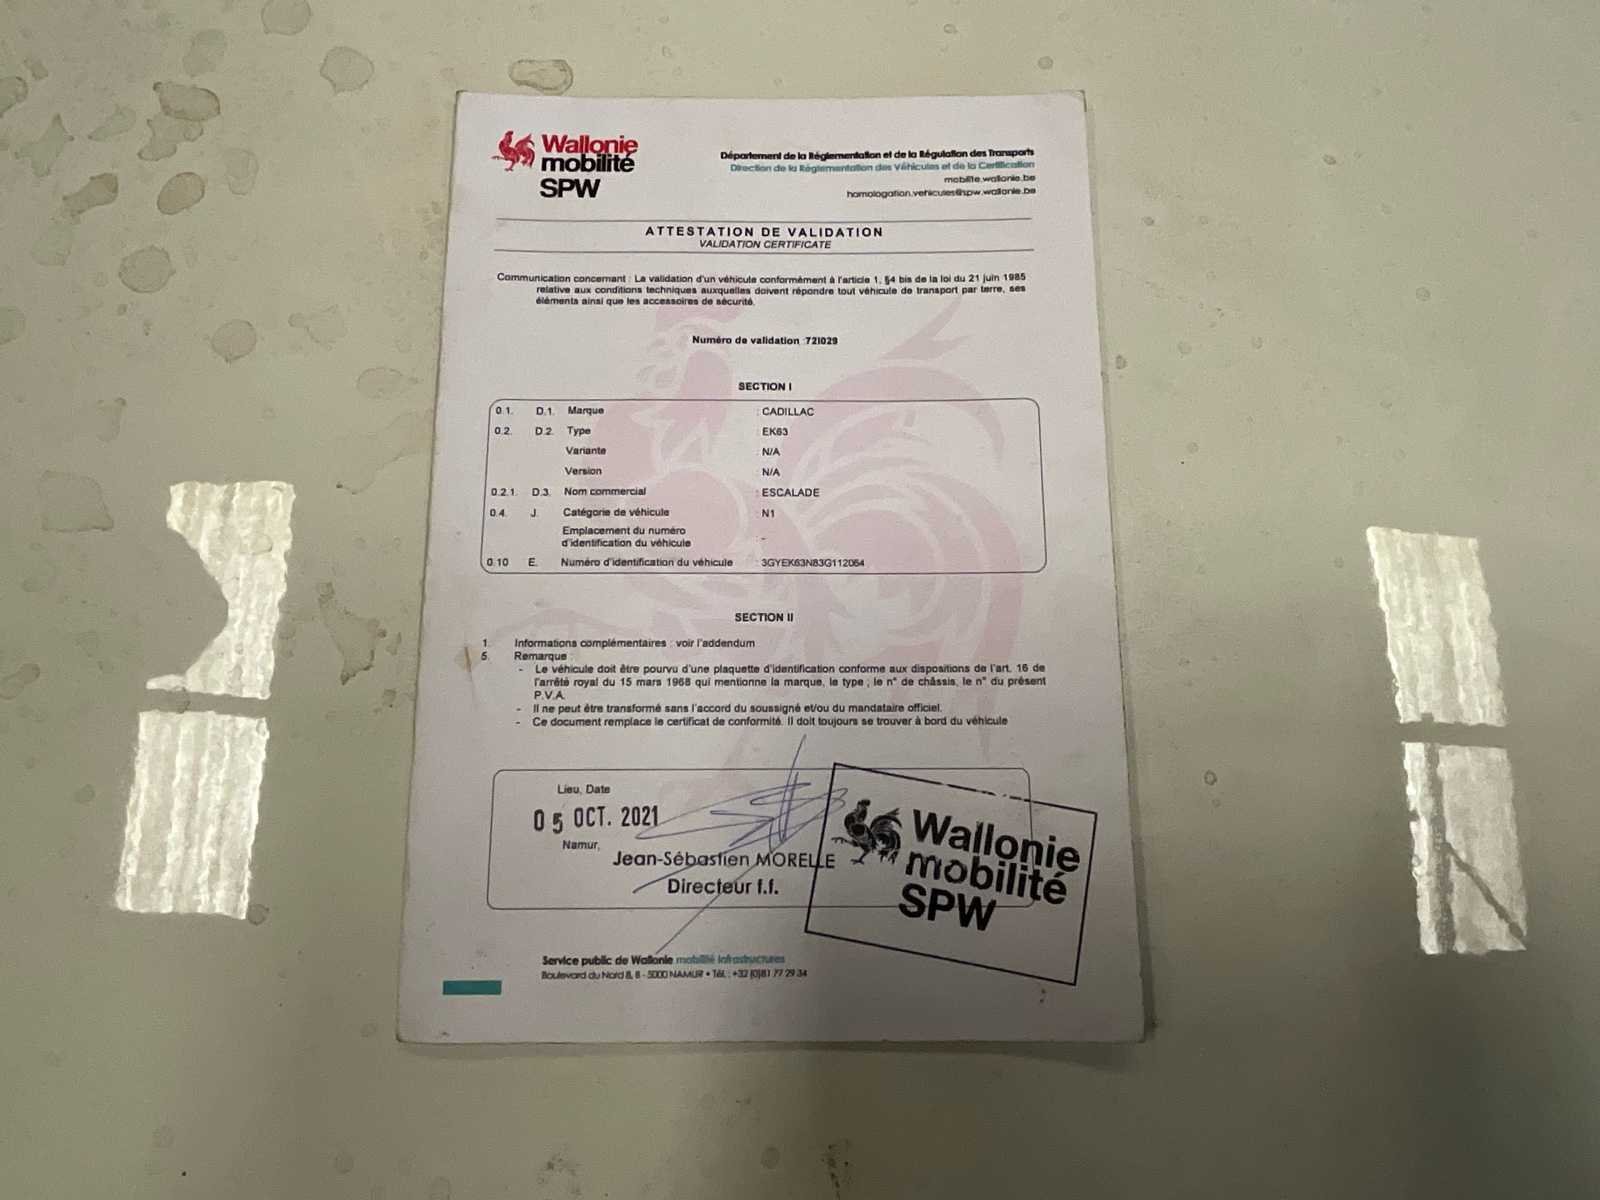 Wallonie
mobilité
SPW
Département de la Réglementation et de la Régulation des Transports
Direction de la Réglementation des Véhicules et de la Certification
mobilite.wallonie.be
homologation.vehicules@spw.wallonie.be
ATTESTATION DE VALIDATION
VALIDATION CERTIFICATE
Communication concernant : La validation d'un véhicule conformément à l'article 1, §4 bis de la loi du 21 juin 1985
relative aux conditions techniques auxquelles doivent répondre tout véhicule de transport par terre, ses
éléments ainsi que les accessoires de sécurité.
Numéro de validation :72I029
SECTION I
0.1. D.1. Marque : CADILLAC
0.2. D.2. Type : EK63
Variante : N/A
Version : N/A
0.2.1. D.3. Nom commercial : ESCALADE
0.4. J. Catégorie de véhicule : N1
Emplacement du numéro
d'identification du véhicule : -
0.10 E. Numéro d'identification du véhicule : 3GYEK63N83G112064
SECTION II
1. Informations complémentaires : voir l'addendum
5. Remarque :
- Le véhicule doit être pourvu d'une plaquette d'identification conforme aux dispositions de l'art. 16 de
l'arrêté royal du 15 mars 1968 qui mentionne la marque, le type ; le n° de châssis, le n° du présent
P.V.A.
- Il ne peut être transformé sans l'accord du soussigné et/ou du mandataire officiel.
- Ce document remplace le certificat de conformité. Il doit toujours se trouver à bord du véhicule
Lieu, Date
05 OCT. 2021
Namur,
Jean-Sébastien MORELLE
Directeur f.f.
Wallonie
mobilité
SPW
Service public de Wallonie mobilité infrastructures
Boulevard du Nord 8, B - 5000 NAMUR • Tél. : +32 (0)81 77 29 34